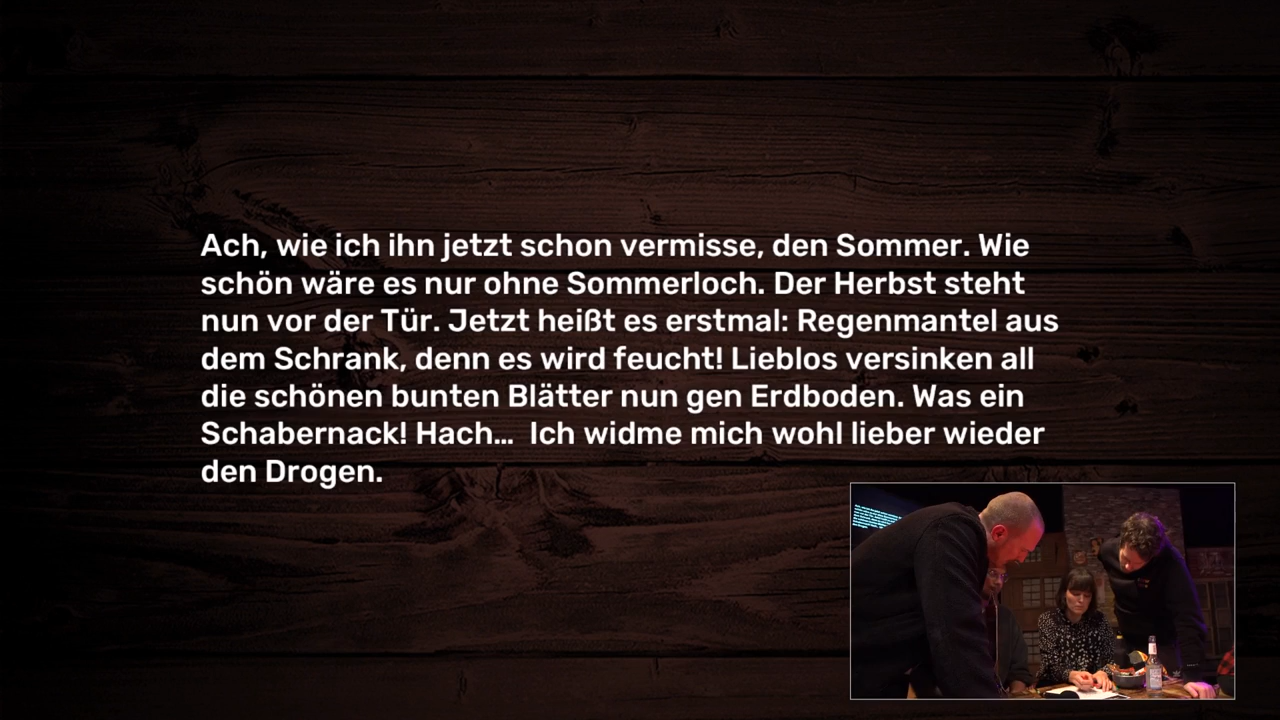 Ach, wie ich ihn jetzt schon vermisse, den Sommer. Wie
schön wäre es nur ohne Sommerloch. Der Herbst steht
nun vor der Tür. Jetzt heißt es erstmal: Regenmantel aus
dem Schrank, denn es wird feucht! Lieblos versinken all
die schönen bunten Blätter nun gen Erdboden. Was ein
Schabernack! Hach... Ich widme mich wohl lieber wieder
den Drogen.